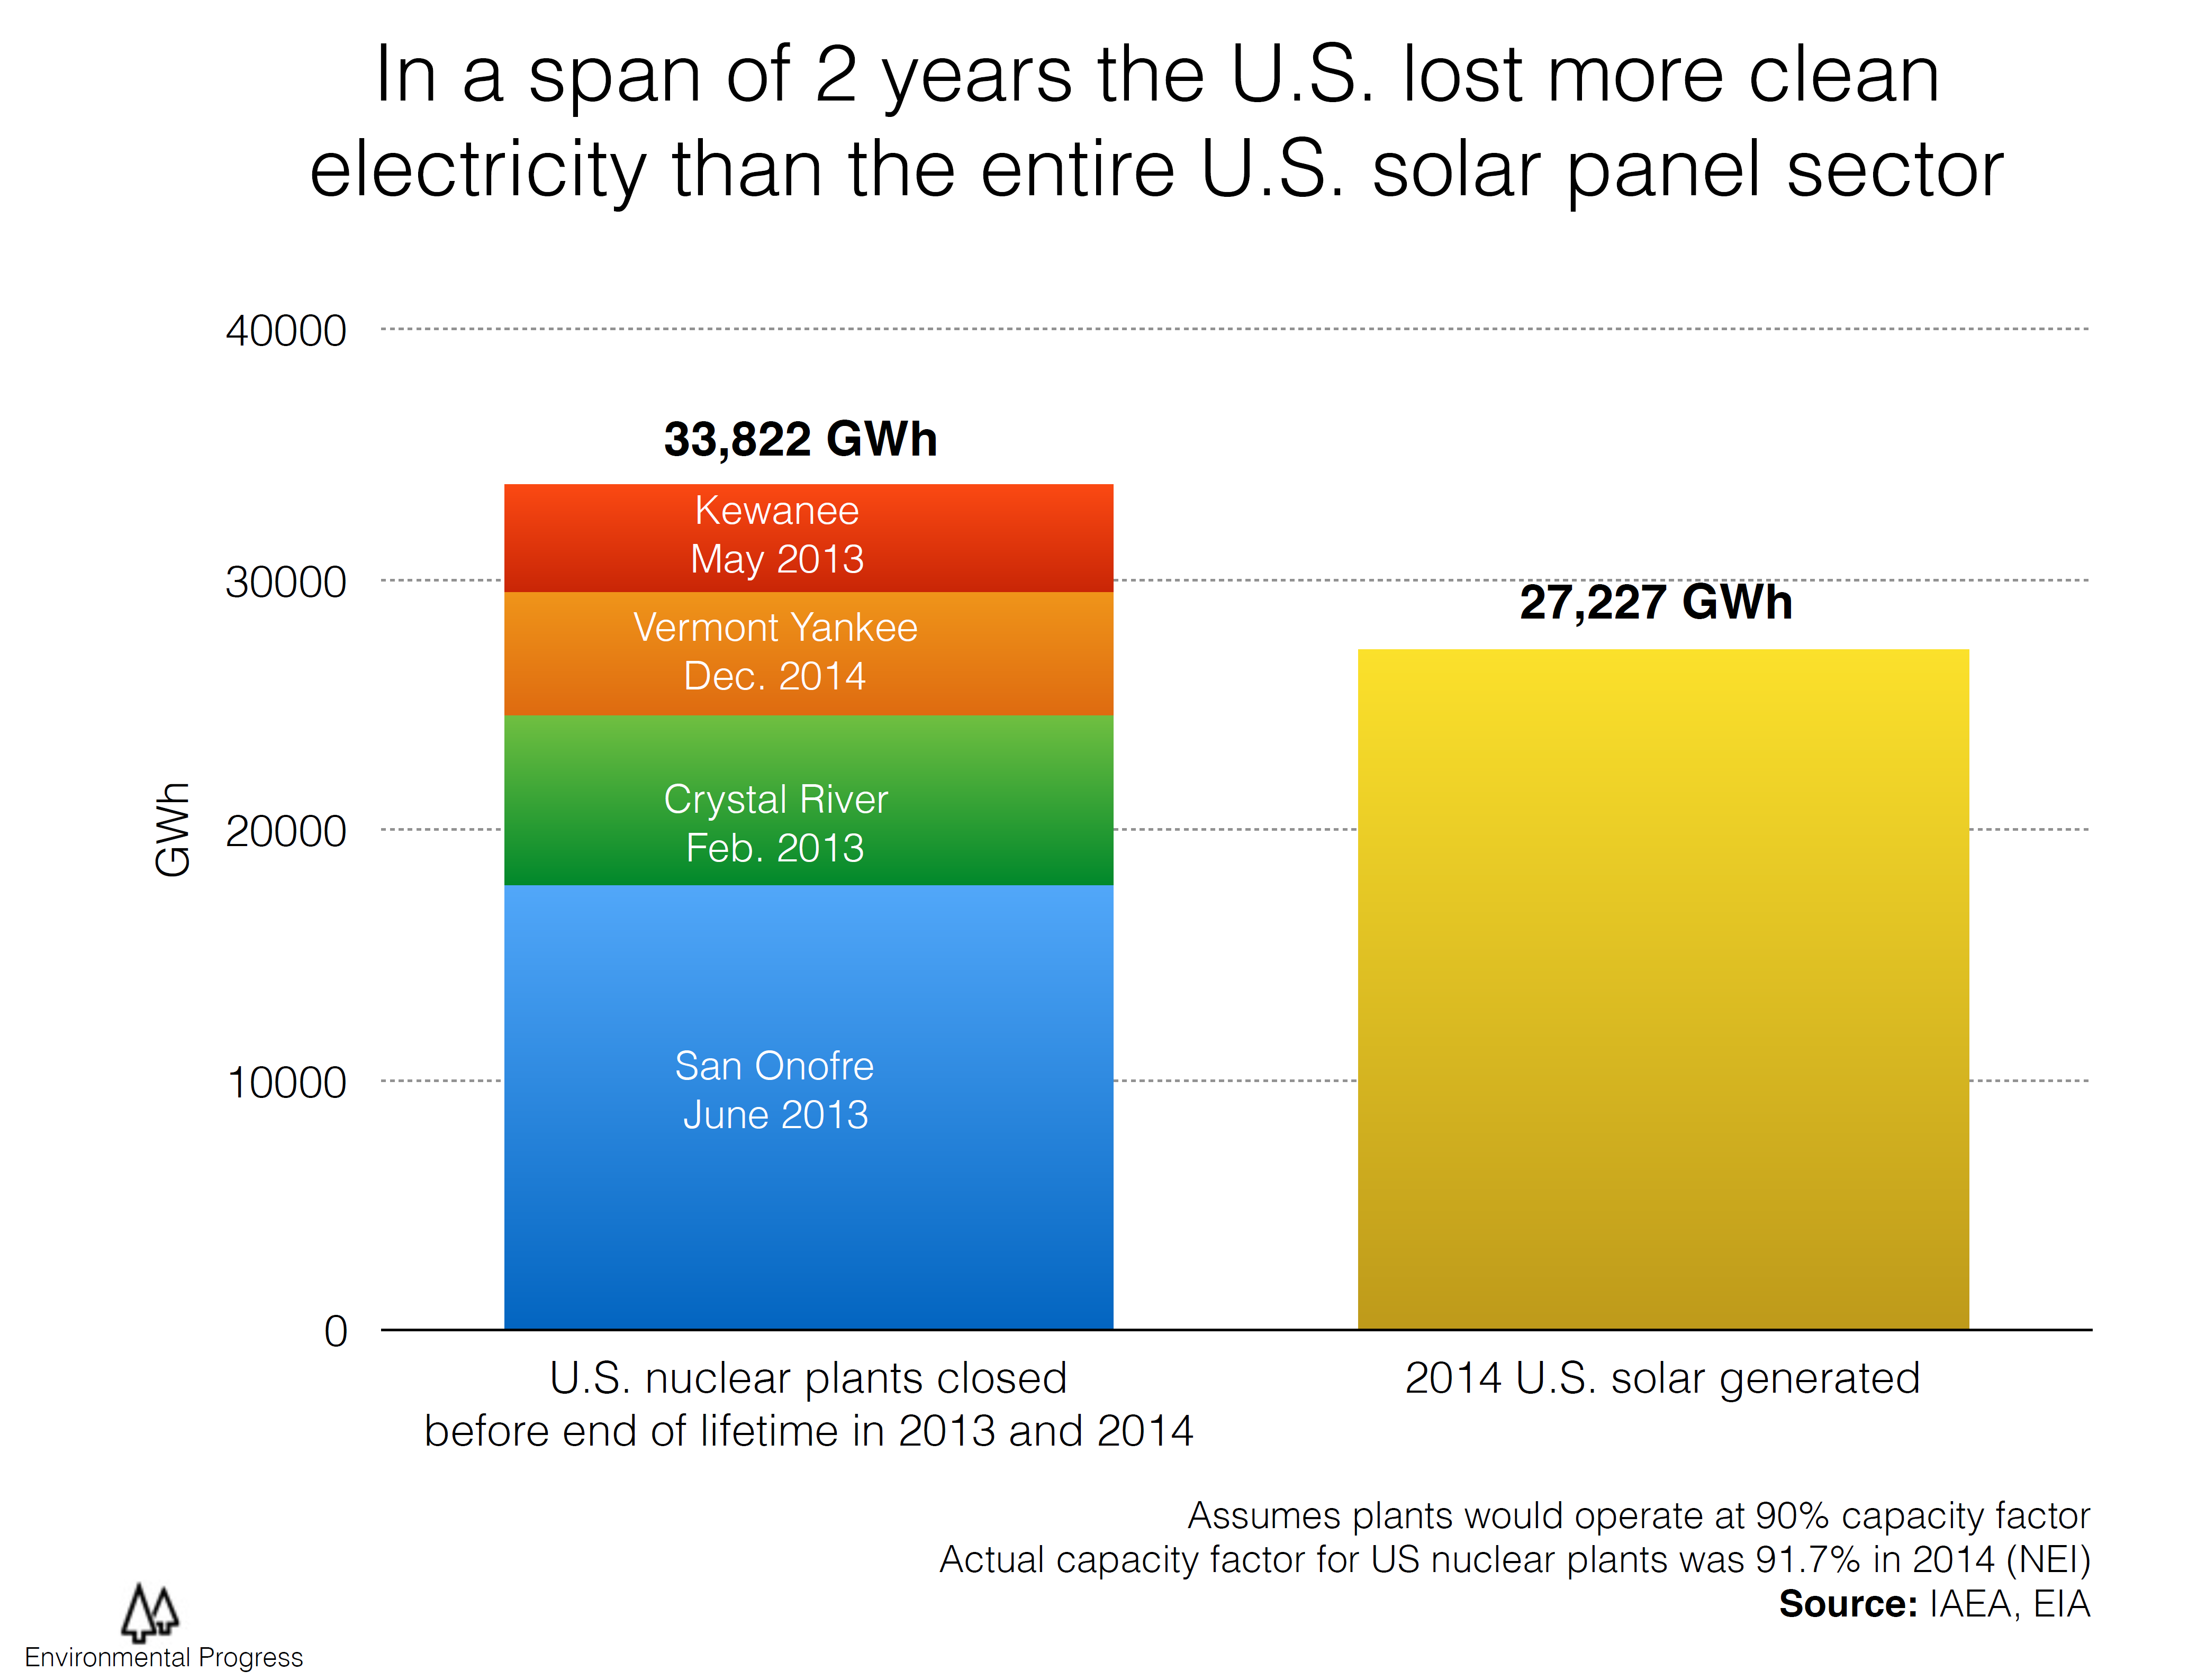 In a span of 2 years the U.S. lost more clean
electricity than the entire U.S. solar panel sector
40000
33,822 GWh
Kewanee
May 2013
30000
27,227 GWh
Vermont Yankee
Dec. 2014
Crystal River
Feb. 2013
GWh
20000
San Onofre
June 2013
10000
0
U.S. nuclear plants closed
before end of lifetime in 2013 and 2014
2014 U.S. solar generated
Assumes plants would operate at 90% capacity factor
Actual capacity factor for US nuclear plants was 91.7% in 2014 (NEI)
Source: IAEA, EIA
Environmental Progress